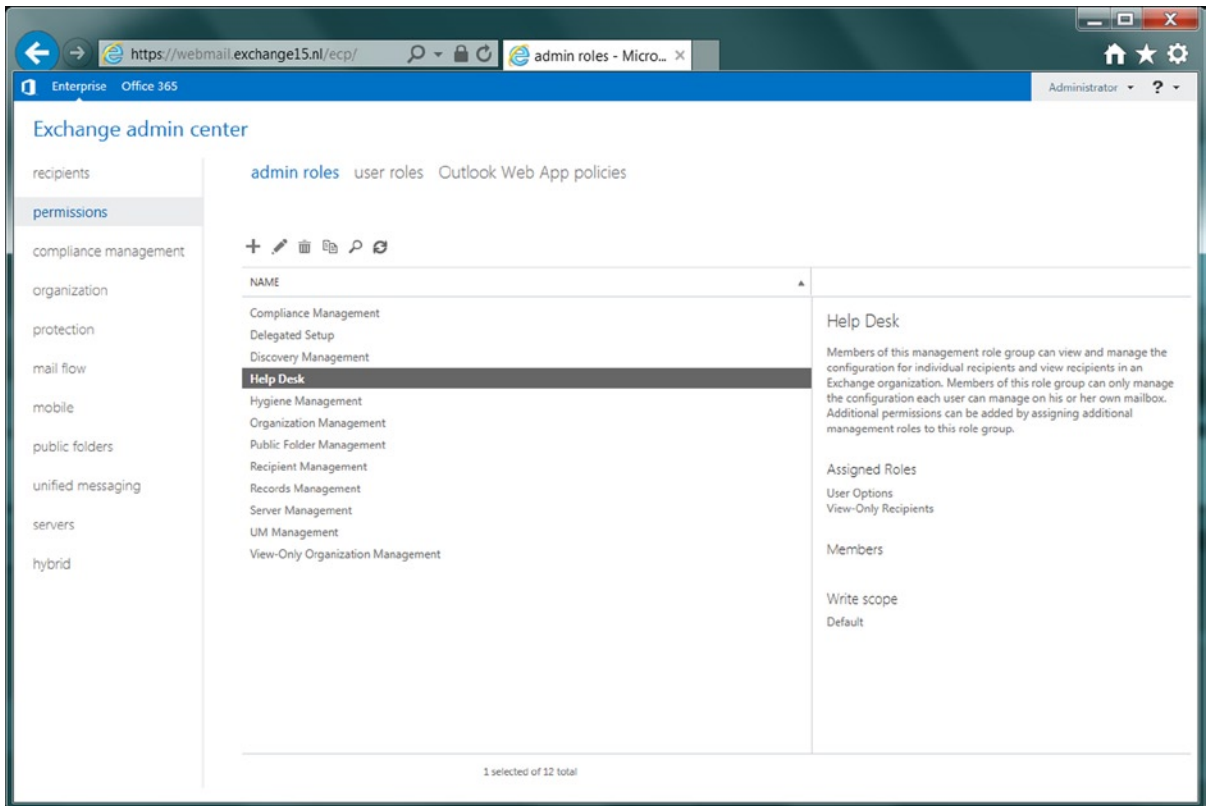 https://webmail.exchange15.nl/ecp/
admin roles - Micro...
Enterprise Office 365
Administrator ?
Exchange admin center
recipients
permissions
compliance management
organization
protection
mail flow
mobile
public folders
unified messaging
servers
hybrid
admin roles user roles Outlook Web App policies
NAME
Compliance Management
Delegated Setup
Discovery Management
Help Desk
Hygiene Management
Organization Management
Public Folder Management
Recipient Management
Records Management
Server Management
UM Management
View-Only Organization Management
1 selected of 12 total
Help Desk
Members of this management role group can view and manage the
configuration for individual recipients and view recipients in an
Exchange organization. Members of this role group can only manage
the configuration each user can manage on his or her own mailbox.
Additional permissions can be added by assigning additional
management roles to this role group.
Assigned Roles
User Options
View-Only Recipients
Members
Write scope
Default